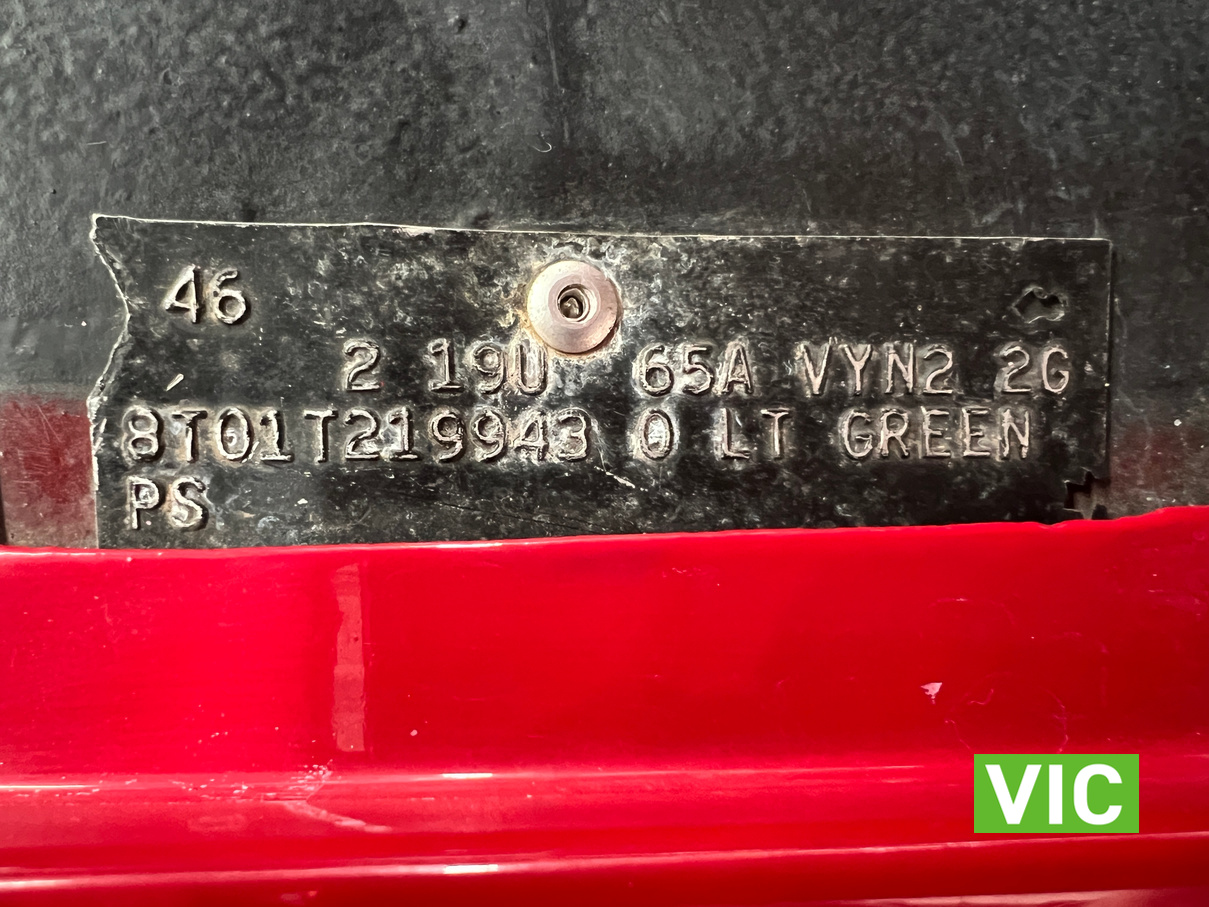 46
2 19U 65A VYN2 2G
8T01T219943 0 LT GREEN
PS
VIC